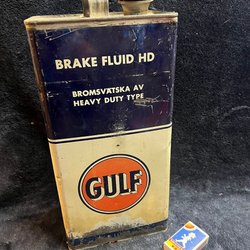 BRAKE FLUID HD
BROMSVÄTSKA AV
HEAVY DUTY TYPE
GULF